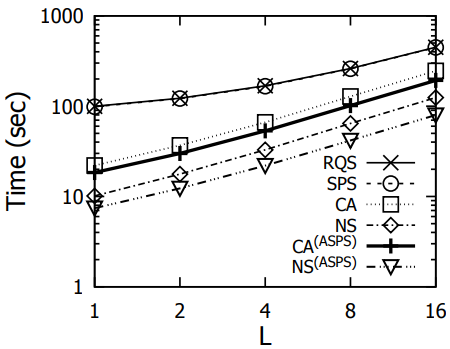 1000
100
10
1
Time (sec)
RQS
SPS
CA
NS
CA(ASPS)
NS(ASPS)
1 2 4 8 16
L